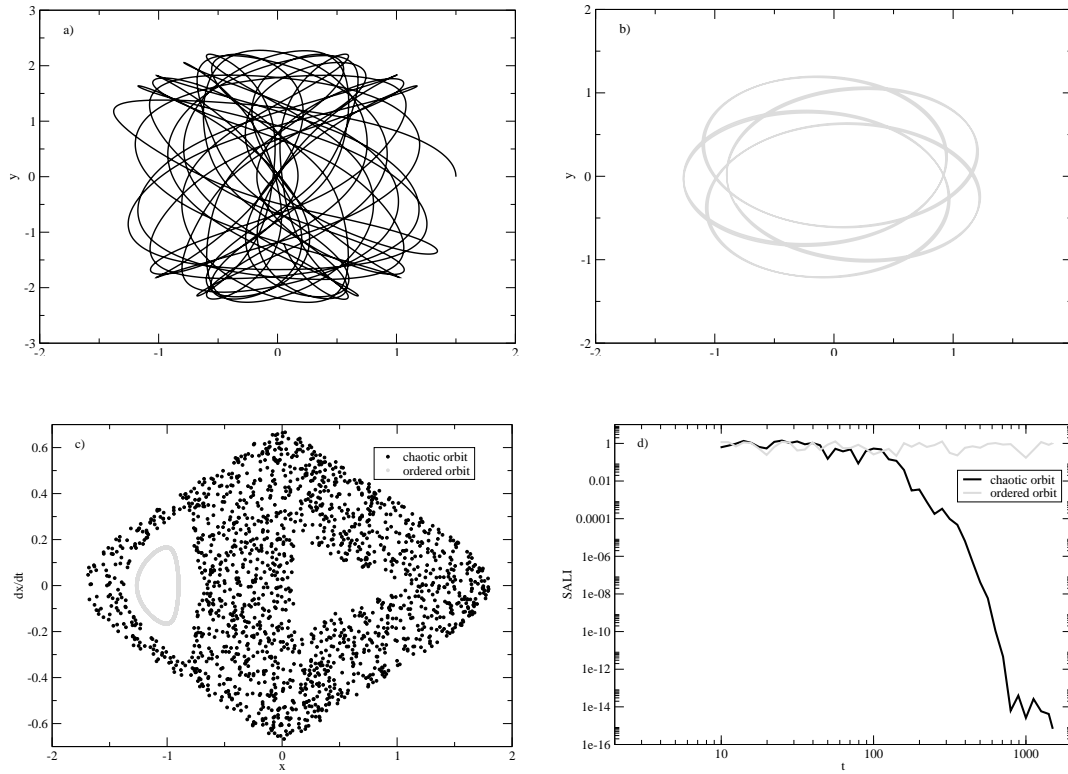 a)
3
2
1
0
-1
-2
-3
y
-2
-1
0
1
2
b)
2
1
0
-1
-2
y
-1
0
1
c)
0.6
0.4
0.2
0
-0.2
-0.4
-0.6
dx/dt
chaotic orbit
ordered orbit
-2
-1
0
1
2
x
d)
1
0.01
0.0001
1e-06
1e-08
1e-10
1e-12
1e-14
1e-16
SALI
chaotic orbit
ordered orbit
10
100
1000
t